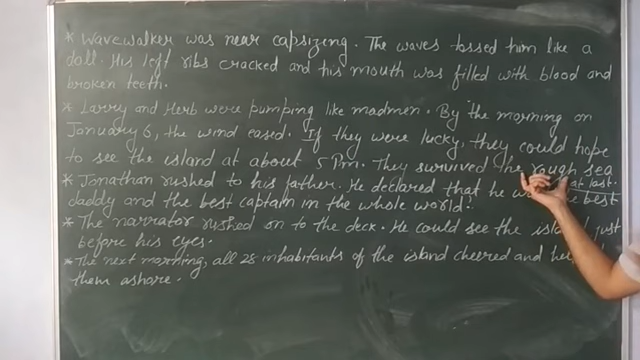 * Wavewalker was near capsizing. The waves tossed him like a
doll. His left ribs cracked and his mouth was filled with blood and
broken teeth.
* Larry and Herb were pumping like madmen. By the morning on
January 6, the wind eased. If they were lucky, they could hope
to see the island at about 5 Pm. They survived the rough sea
at last.
* Jonathan rushed to his father. He declared that he best
daddy and the best captain in the whole world!
* The narrator rushed on to the deck. He could see the just
before his eyes.
* The next morning, all 25 inhabitants of the island cheered and
them ashore.